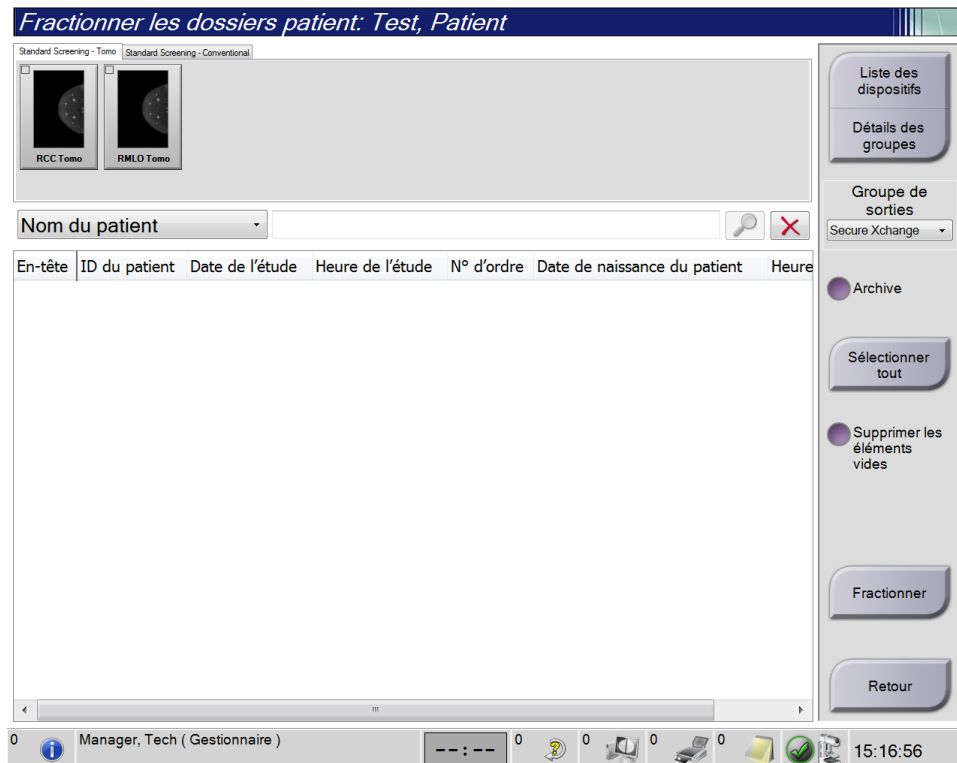 Fractionner les dossiers patient: Test, Patient
Standard Screening - Tomo
Standard Screening - Conventional
RCC Tomo
RMLO Tomo
Liste des
dispositifs
Détails des
groupes
Groupe de
sorties
Secure Xchange
Nom du patient
En-tête
ID du patient
Date de l'étude
Heure de l'étude
N° d'ordre
Date de naissance du patient
Heure
Archive
Sélectionner
tout
Supprimer les
éléments
vides
Fractionner
Retour
0
Manager, Tech ( Gestionnaire )
--:--
0
0
0
0
15:16:56